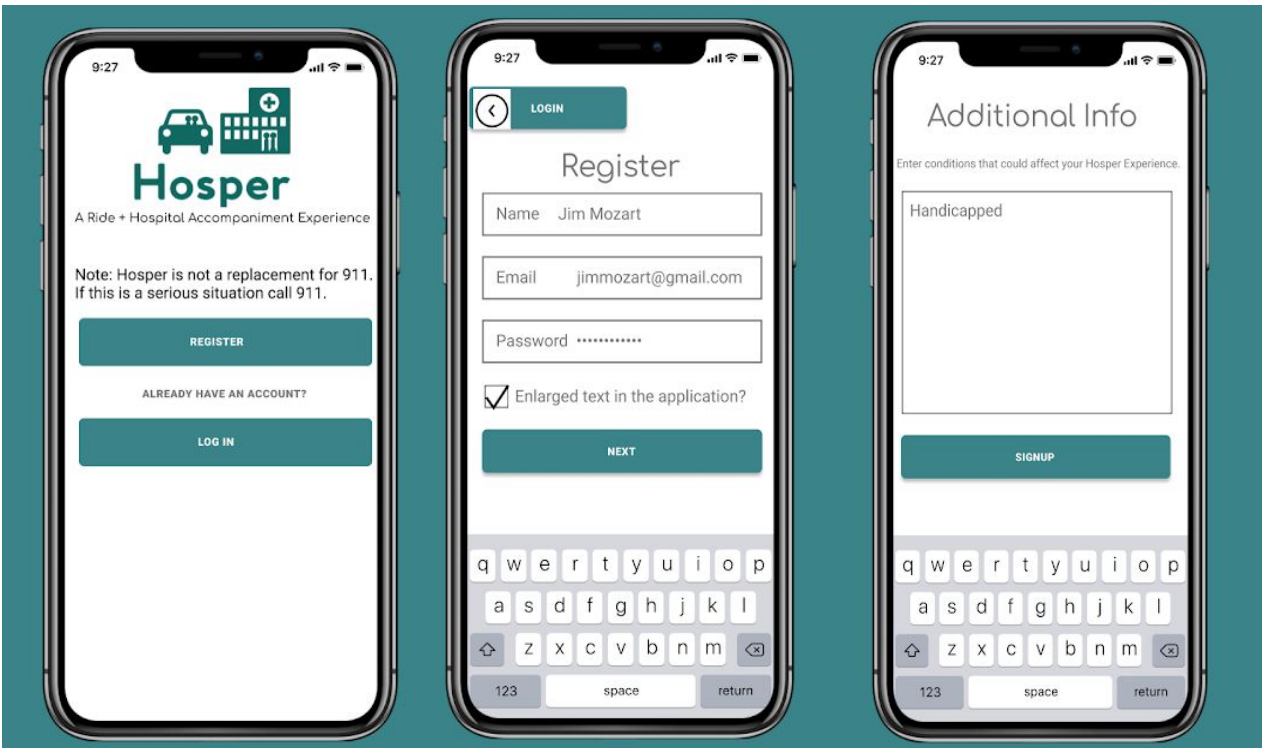 9:27
Hosper
A Ride + Hospital Accompaniment Experience
Note: Hosper is not a replacement for 911.
If this is a serious situation call 911.
REGISTER
ALREADY HAVE AN ACCOUNT?
LOG IN
9:27
LOGIN
Register
Name Jim Mozart
Email jimmozart@gmail.com
Password ••••••••••••
Enlarged text in the application?
NEXT
q w e r t y u i o p
a s d f g h j k l
z x c v b n m
123 space return
9:27
Additional Info
Enter conditions that could affect your Hosper Experience.
Handicapped
SIGNUP
q w e r t y u i o p
a s d f g h j k l
z x c v b n m
123 space return